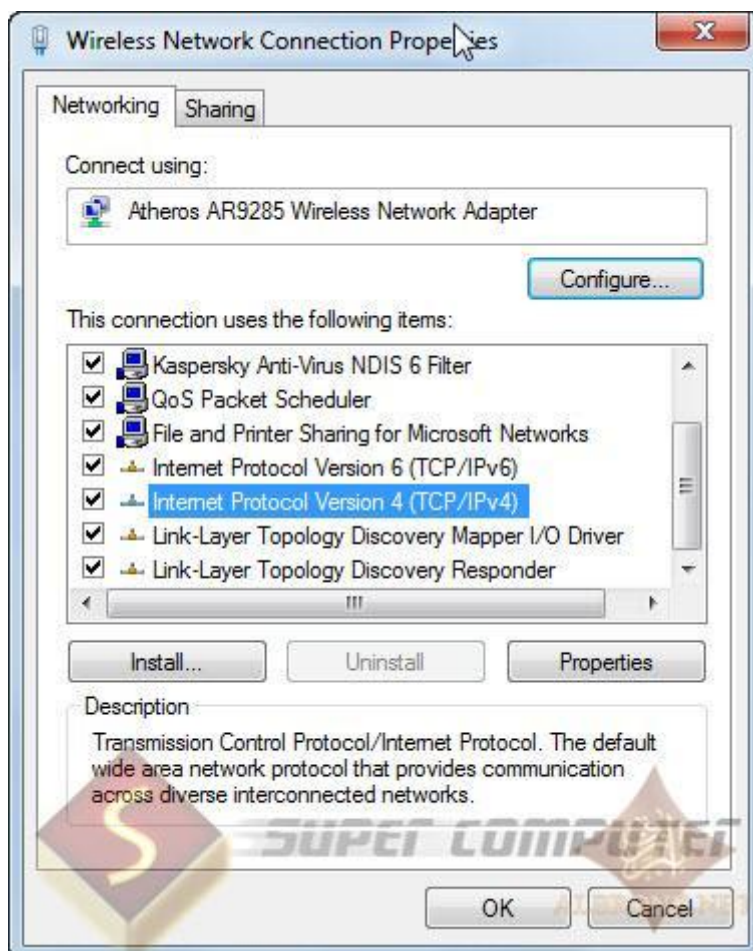 Wireless Network Connection Properties
Networking
Sharing
Connect using:
Atheros AR9285 Wireless Network Adapter
Configure...
This connection uses the following items:
Kaspersky Anti-Virus NDIS 6 Filter
QoS Packet Scheduler
File and Printer Sharing for Microsoft Networks
Internet Protocol Version 6 (TCP/IPv6)
Internet Protocol Version 4 (TCP/IPv4)
Link-Layer Topology Discovery Mapper I/O Driver
Link-Layer Topology Discovery Responder
Install...
Uninstall
Properties
Description
Transmission Control Protocol/Internet Protocol. The default
wide area network protocol that provides communication
across diverse interconnected networks.
S
SUPER COMPUTER
OK
Cancel